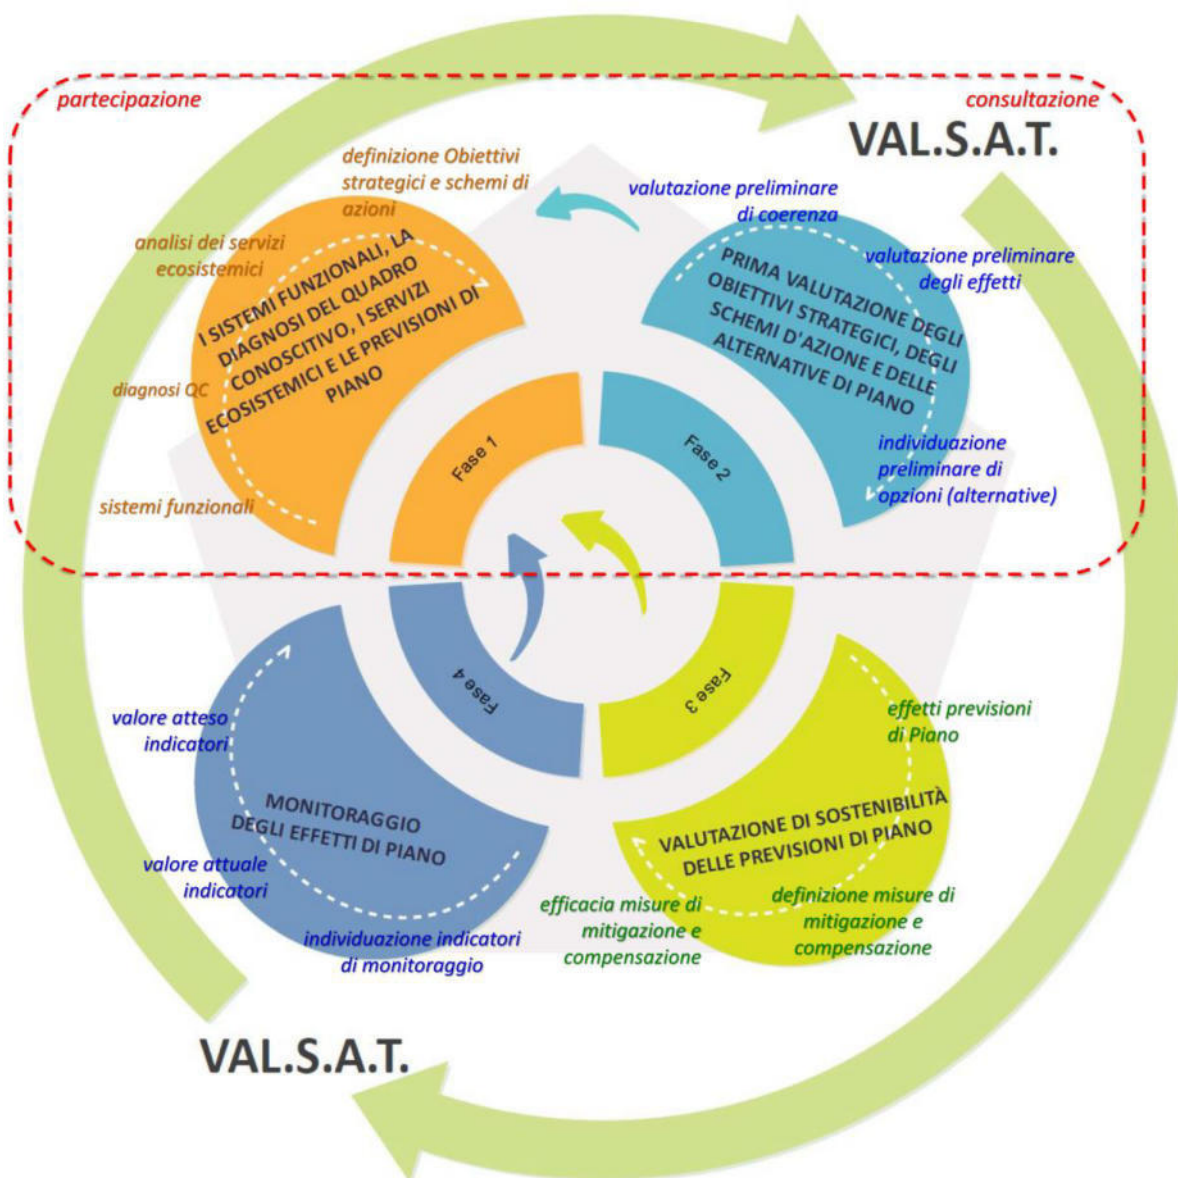 partecipazione
consultazione
VAL.S.A.T.
definizione Obiettivi
strategici e schemi di
azioni
analisi dei servizi
ecosistemici
diagnosi QC
sistemi funzionali
I SISTEMI FUNZIONALI, LA
DIAGNOSI DEL QUADRO
CONOSCITIVO, I SERVIZI
ECOSISTEMICI E LE PREVISIONI DI
PIANO
valutazione preliminare
di coerenza
valutazione preliminare
degli effetti
PRIMA VALUTAZIONE DEGLI
OBIETTIVI STRATEGICI, DEGLI
SCHEMI D'AZIONE E DELLE
ALTERNATIVE DI PIANO
individuazione
preliminare di
opzioni (alternative)
Fase 1
Fase 2
Fase 4
Fase 3
valore atteso
indicatori
MONITORAGGIO
DEGLI EFFETTI DI PIANO
valore attuale
indicatori
individuazione indicatori
di monitoraggio
effetti previsioni
di Piano
VALUTAZIONE DI SOSTENIBILITÀ
DELLE PREVISIONI DI PIANO
definizione misure di
mitigazione e
compensazione
efficacia misure di
mitigazione e
compensazione
VAL.S.A.T.